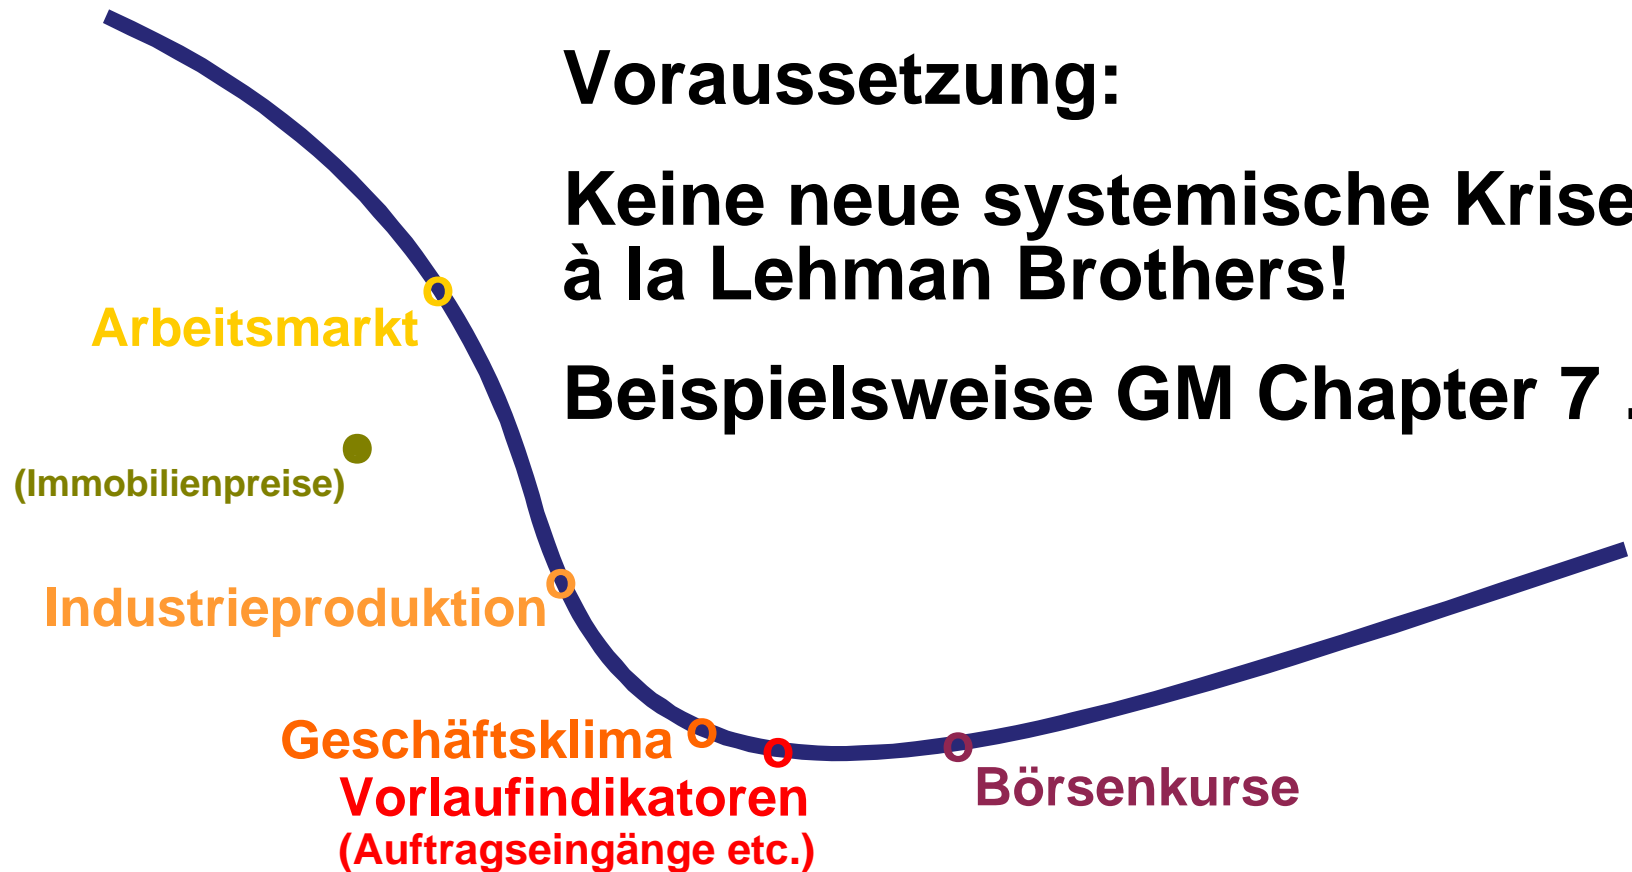 Voraussetzung:
Keine neue systemische Krise
à la Lehman Brothers!
Beispielsweise GM Chapter 7 .
Arbeitsmarkt
(Immobilienpreise)
Industrieproduktion
Geschäftsklima
Vorlaufindikatoren
(Auftragseingänge etc.)
Börsenkurse